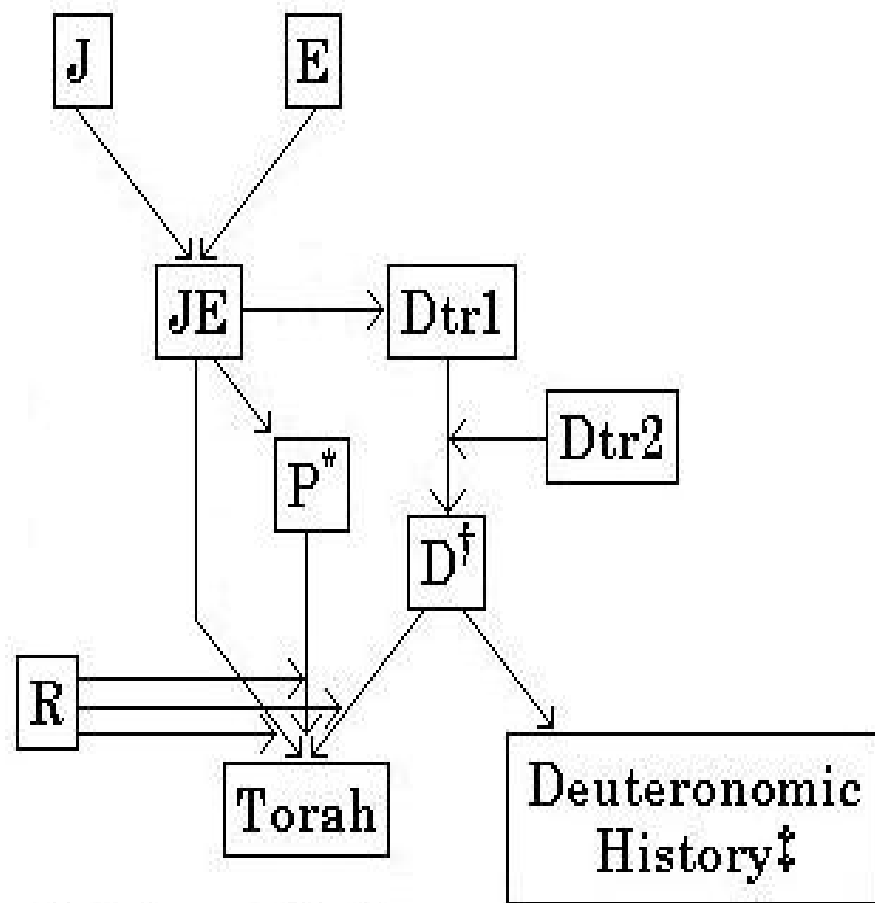 J
E
JE
Dtr1
Dtr2
P*
D†
R
Torah
Deuteronomic
History‡